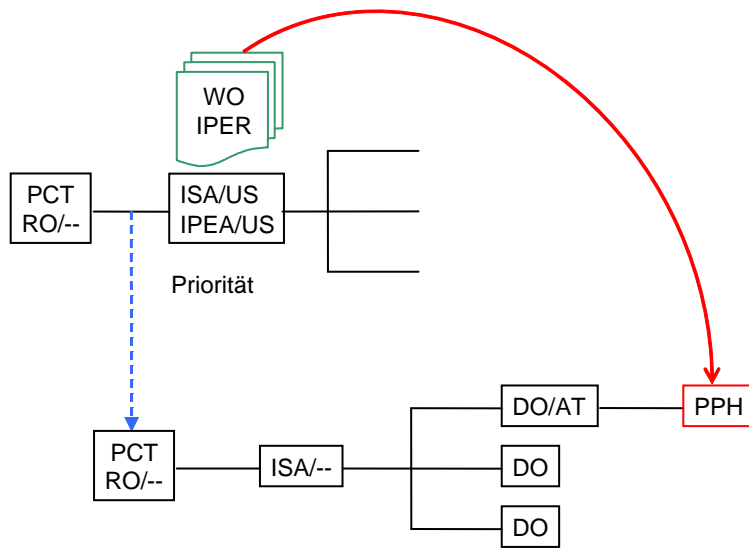 WO
IPER
PCT
RO/--
ISA/US
IPEA/US
Priorität
DO/AT
PPH
PCT
RO/--
ISA/--
DO
DO